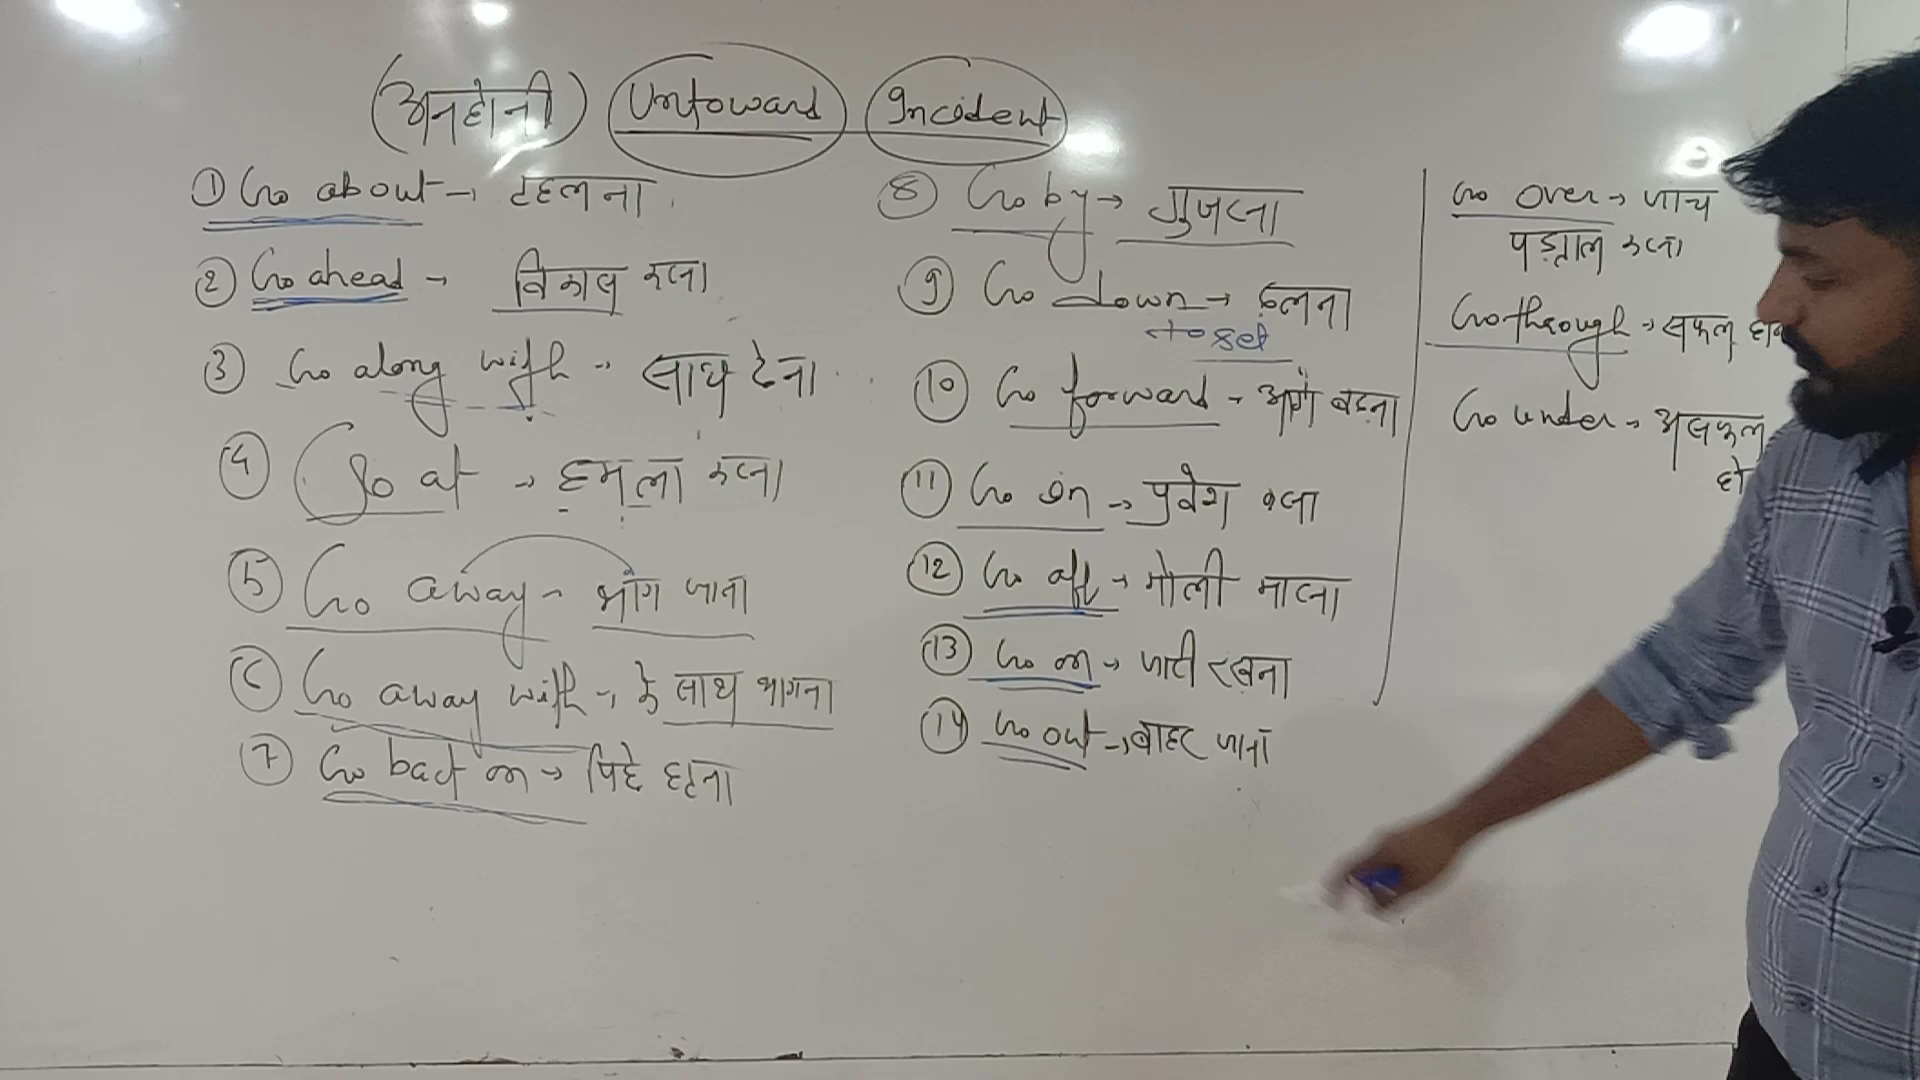 (अनहोनी) Untoward Incident
① Go about → टहलना
② Go ahead - विकास करना
③ Go along with → साथ देना
④ Go at → हमला करना
⑤ Go away - भाग जाना
⑥ Go away with → के साथ भागना
⑦ Go back on → पिछे हटना
⑧ Go by → गुजरना
⑨ Go down → ढलना
to set
⑩ Go forward - आगे बढ़ना
⑪ Go in → प्रवेश करना
⑫ Go off → गोली मारना
⑬ Go on → जारी रखना
⑭ Go out → बाहर जाना
Go over → जाच
पड़ताल करना
Go through → सफल
Go under → असफल